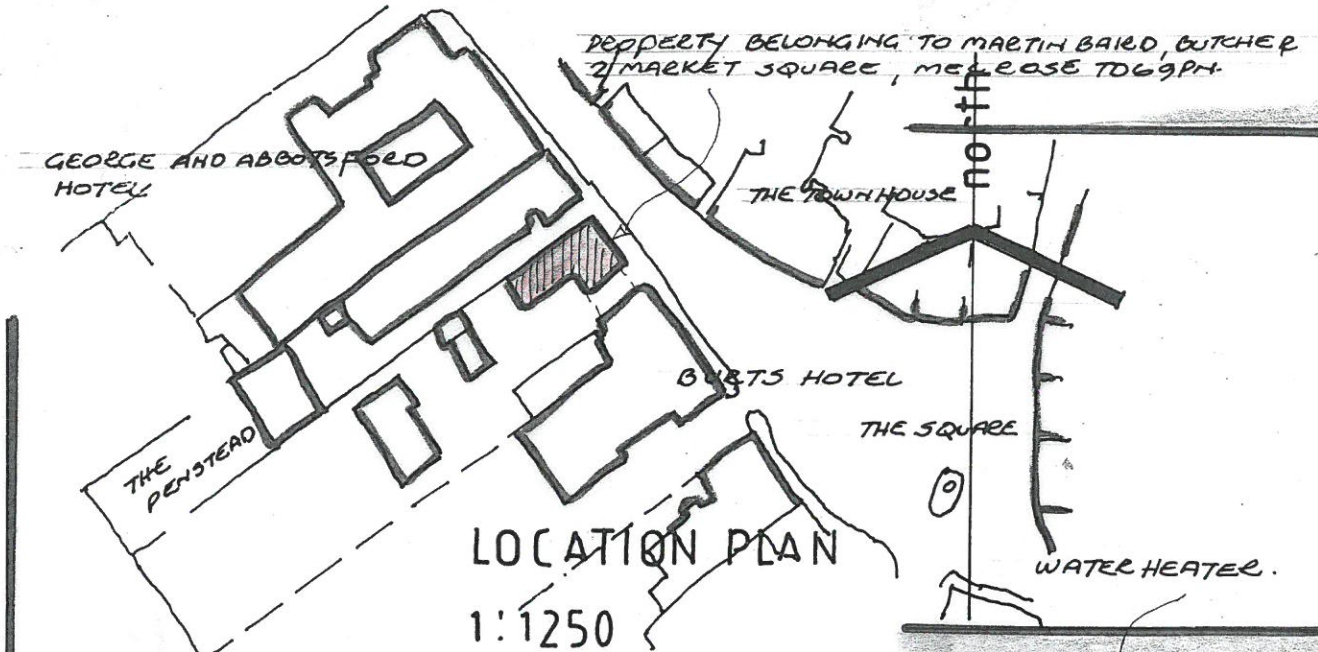 PROPERTY BELONGING TO MARTIN BAIRD, BUTCHER
2 MARKET SQUARE, MELROSE TD69PN.
north
GEORGE AND ABBOTSFORD
HOTEL
THE TOWNHOUSE
BURTS HOTEL
THE SQUARE
THE
PENSTEAD
LOCATION PLAN
1:1250
WATER HEATER.